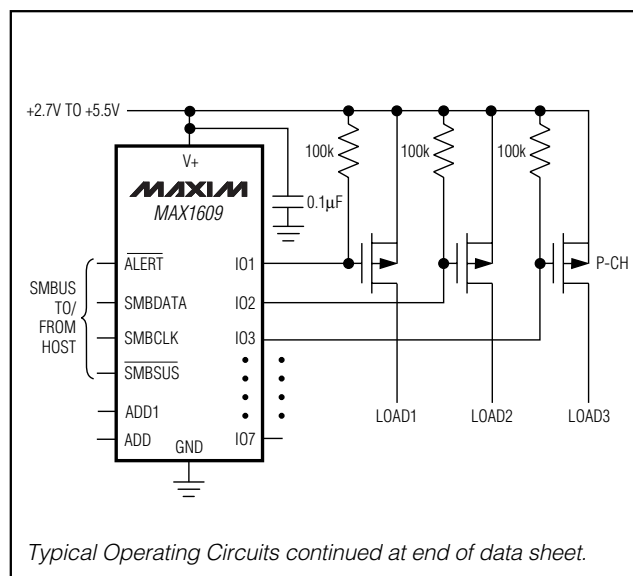 +2.7V TO +5.5V
100k 100k 100k
V+
MAXIM
MAX1609
0.1µF
ALERT
SMBDATA
SMBCLK
SMBSUS
ADD1
ADD
GND
IO1
IO2
IO3
IO7
SMBUS
TO/
FROM
HOST
P-CH
LOAD1 LOAD2 LOAD3
Typical Operating Circuits continued at end of data sheet.